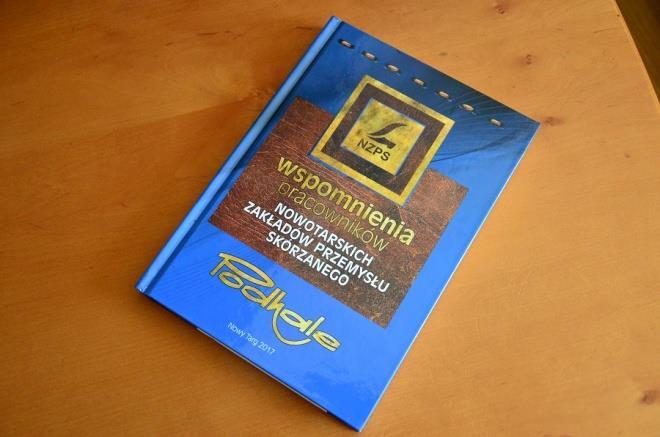 NZPS
wspomnienia
pracowników
NOWOTARSKICH
ZAKŁADÓW PRZEMYSŁU
SKÓRZANEGO
Podhale
Nowy Targ 2017